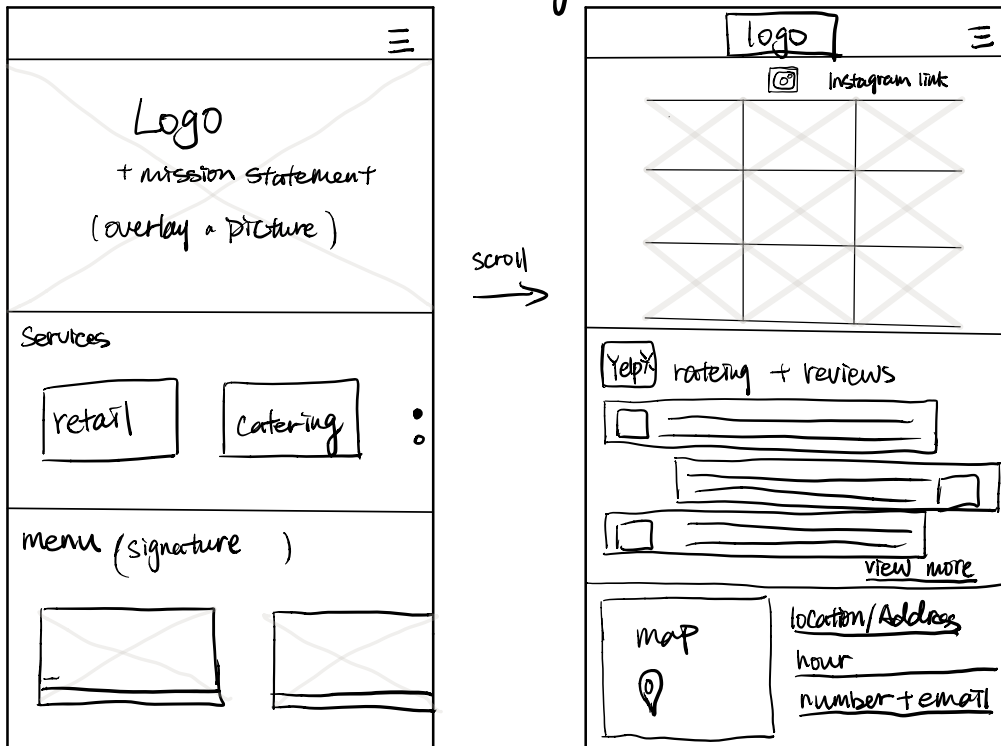 Logo
+ mission statement
(overlay a picture)
Services
retail
catering
menu (signature )
scroll
logo
Instagram link
Yelp rateing + reviews
view more
map
location/Address
hour
number + email